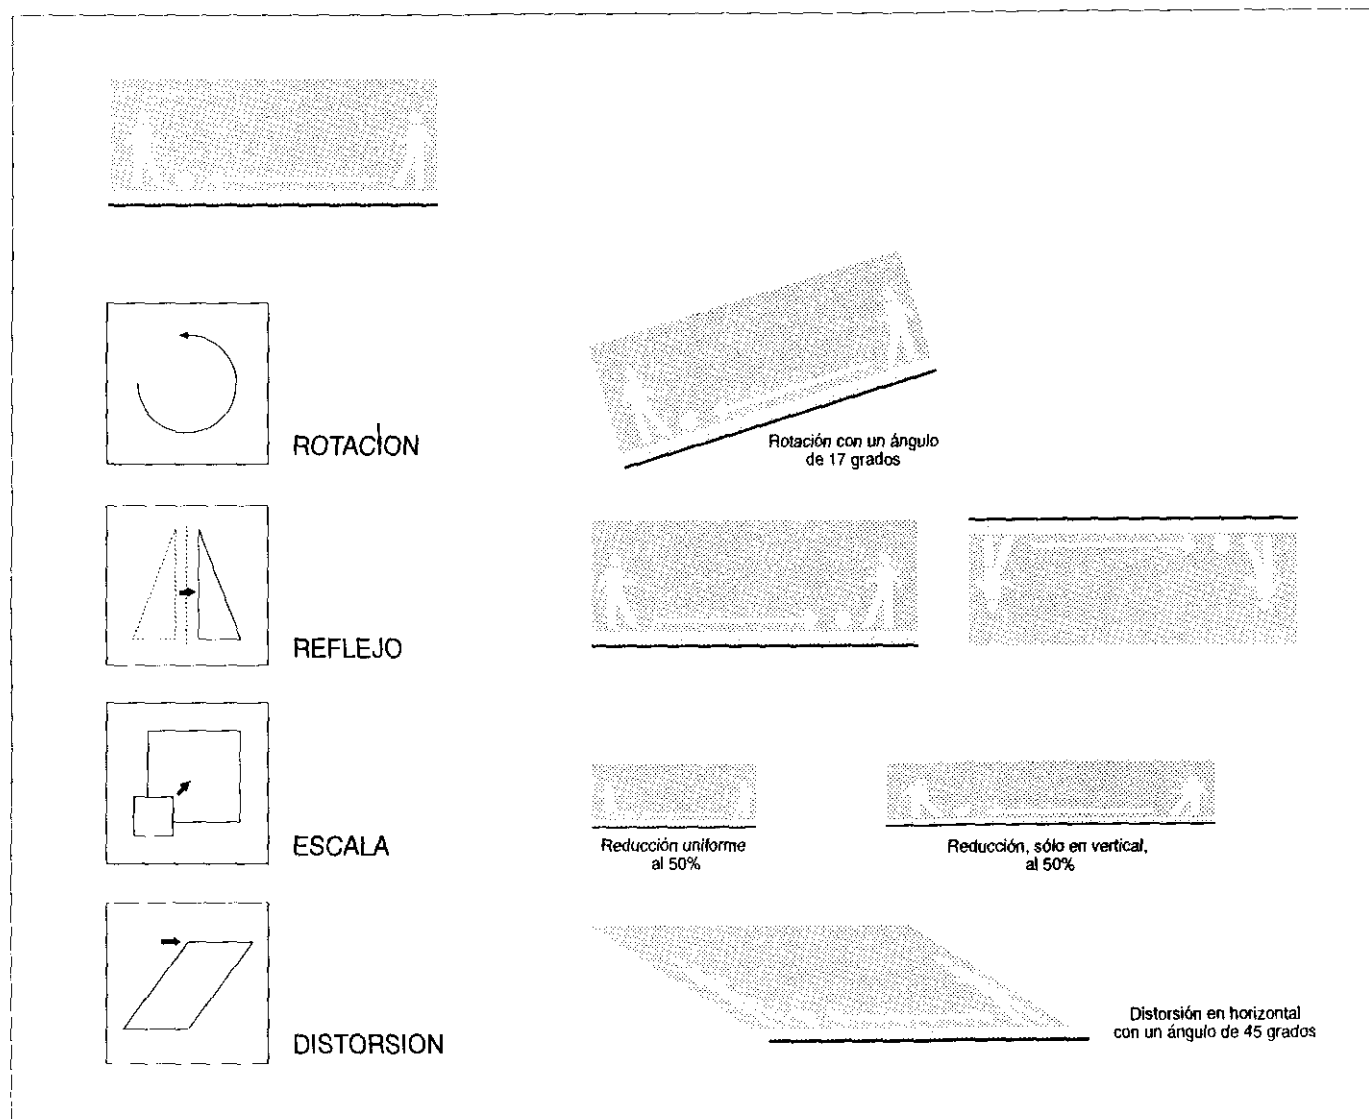 ROTACION
Rotación con un ángulo
de 17 grados
REFLEJO
ESCALA
Reducción uniforme
al 50%
Reducción, sólo en vertical,
al 50%
DISTORSION
Distorsión en horizontal
con un ángulo de 45 grados